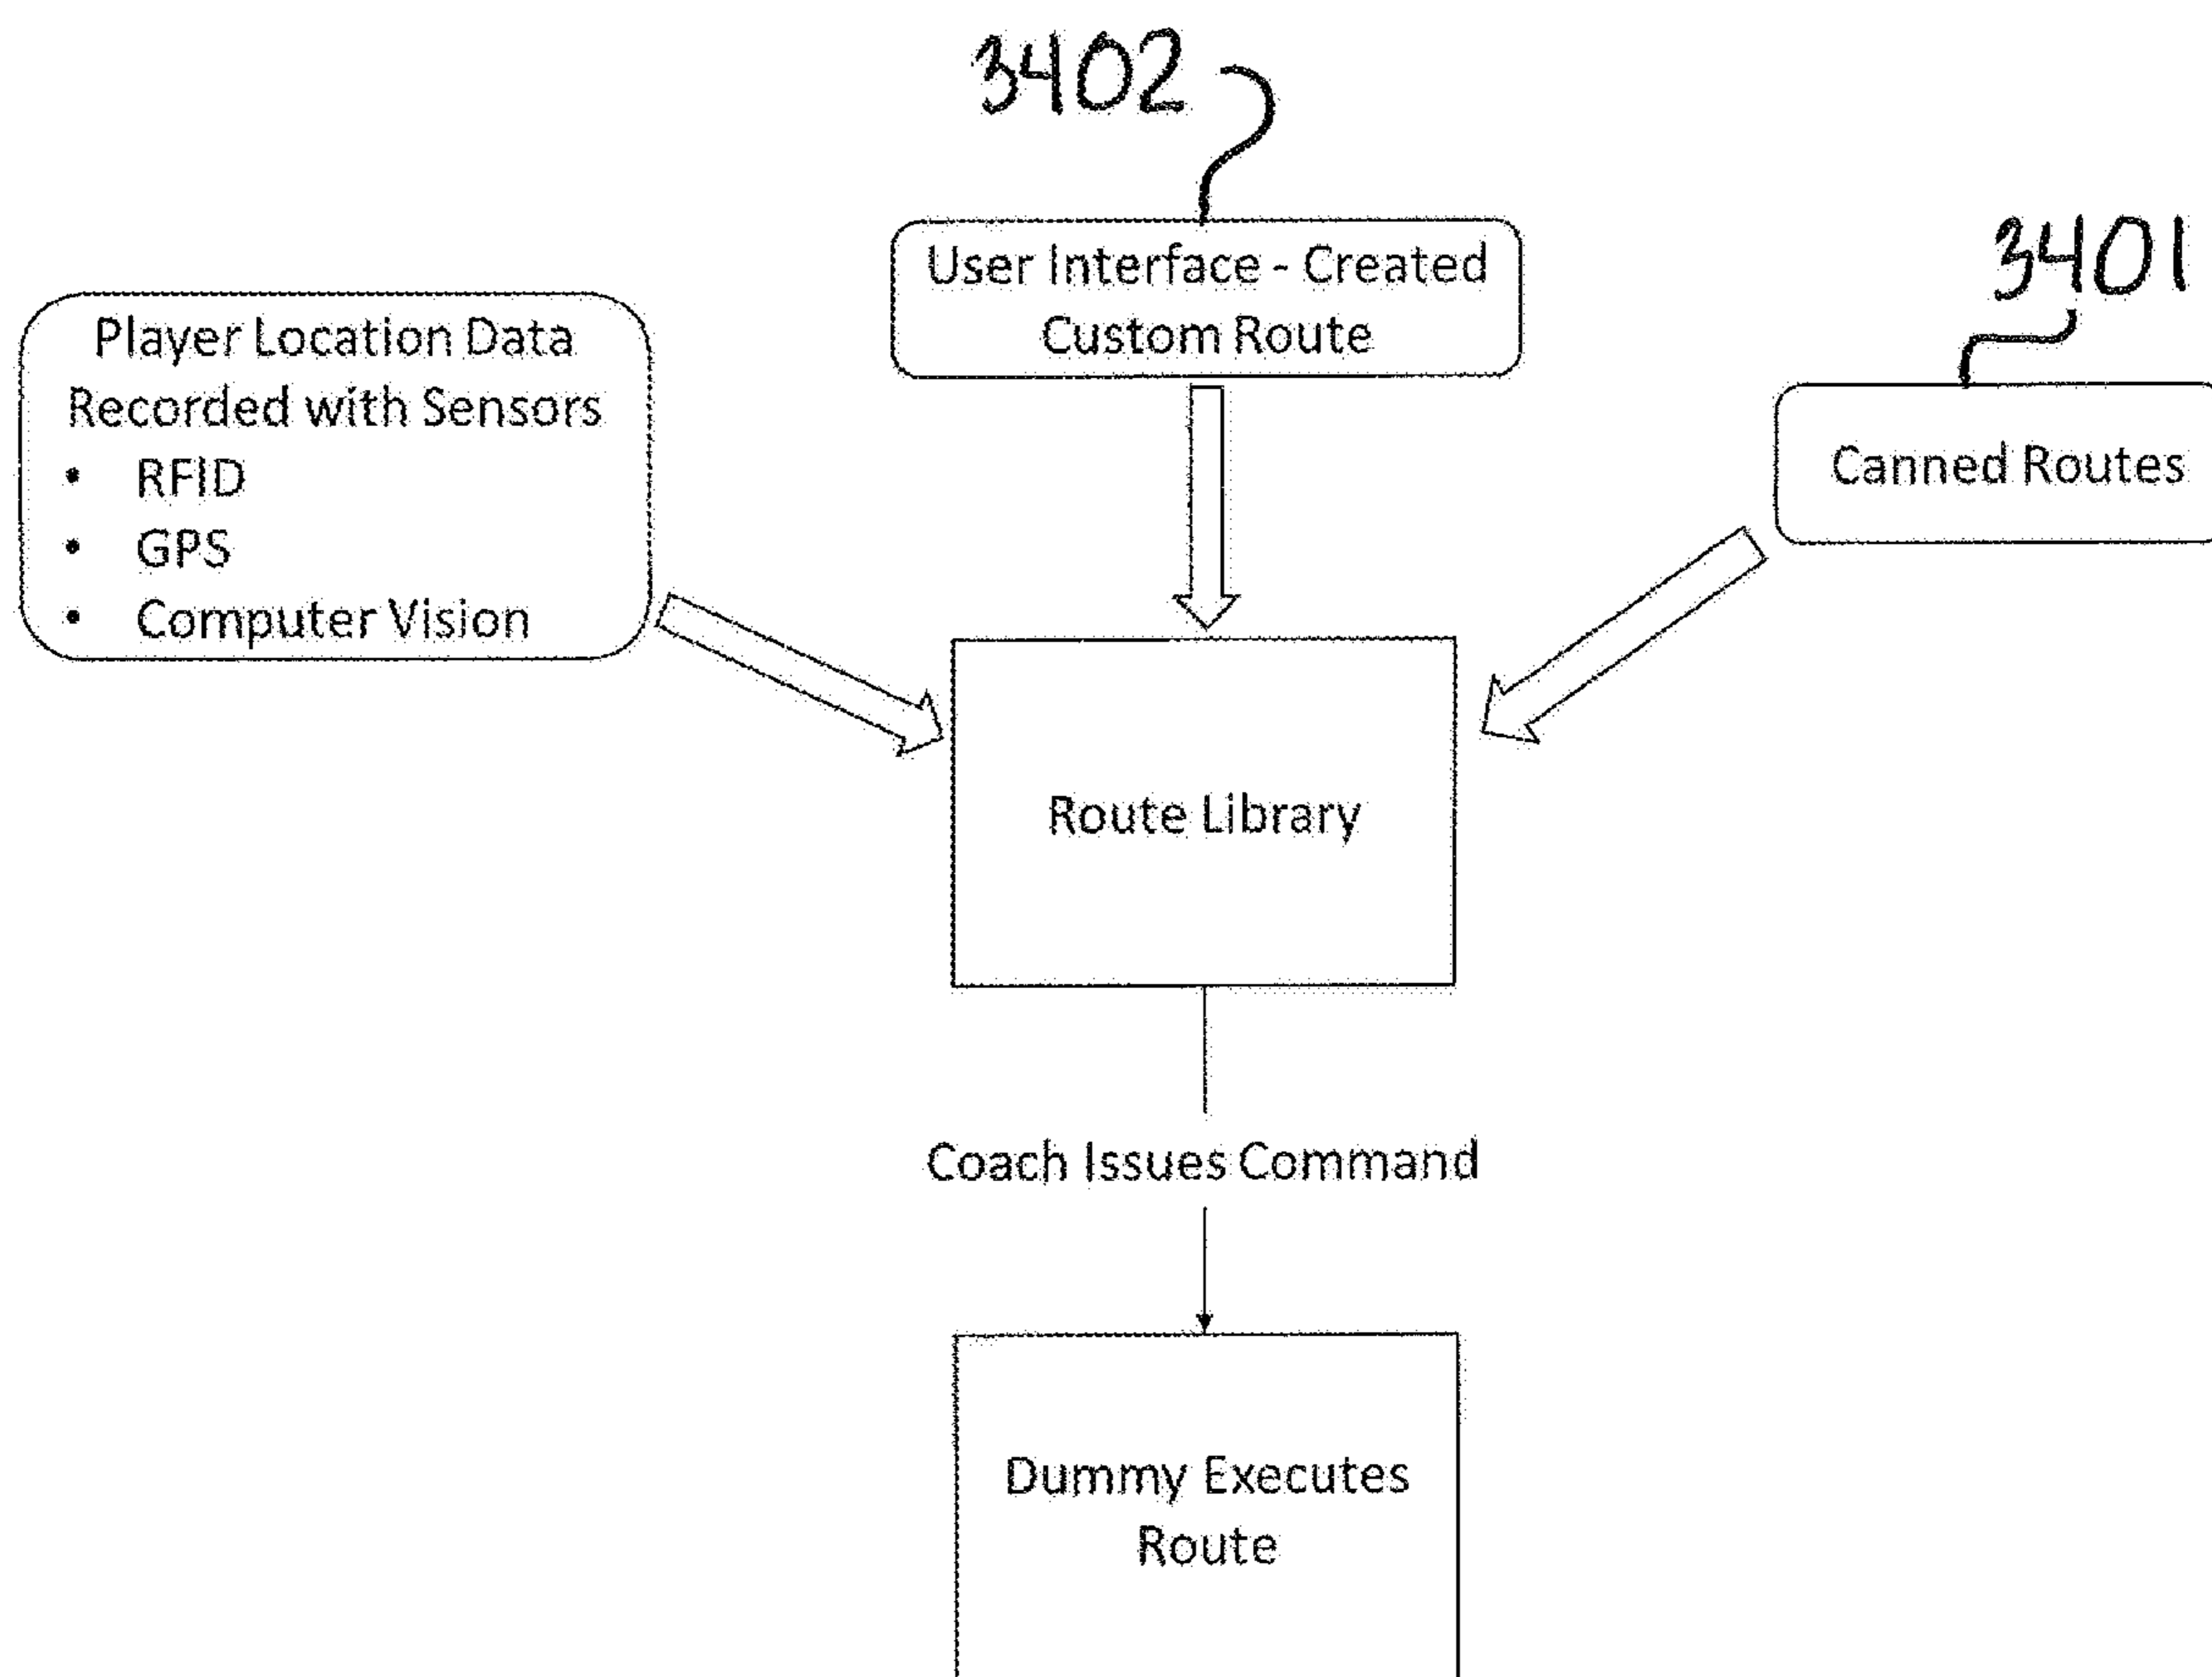 3402
User Interface - Created
Custom Route
3401
Player Location Data
Recorded with Sensors
• RFID
• GPS
• Computer Vision
Canned Routes
Route Library
Coach Issues Command
Dummy Executes
Route